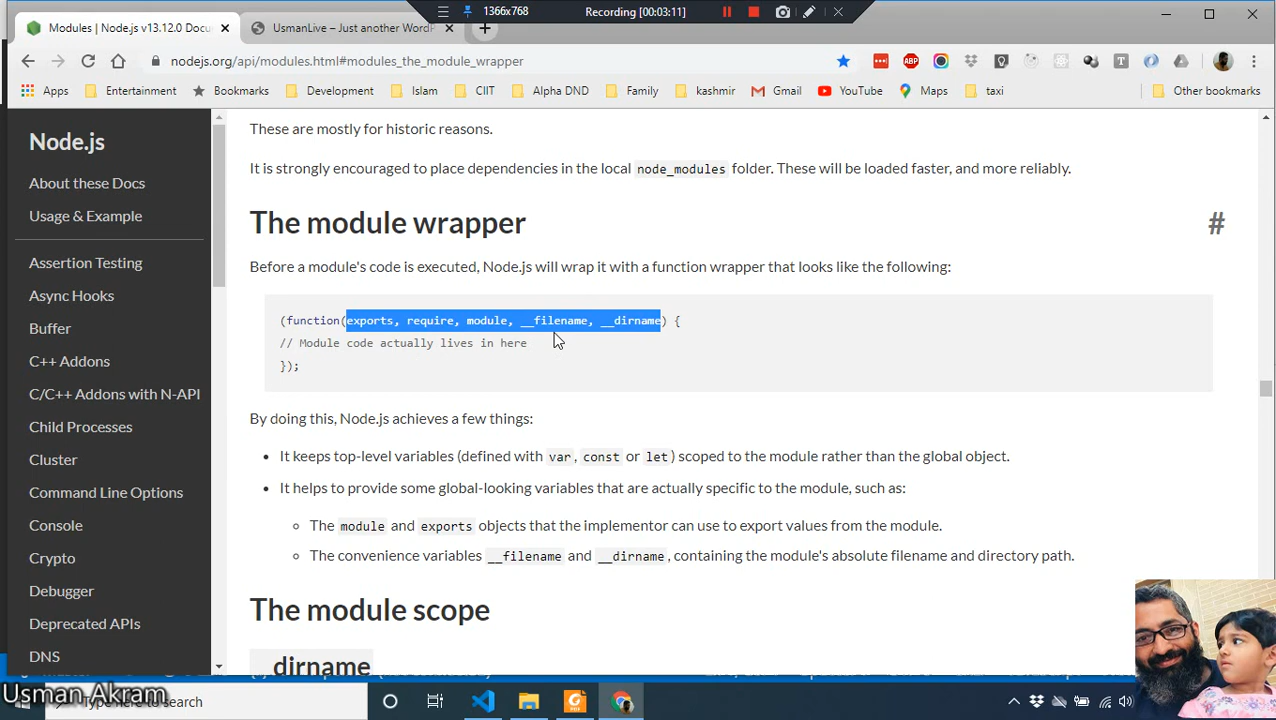 1366x768
Recording [00:03:11]
Modules | Node.js v13.12.0 Docu
UsmanLive – Just another WordP
nodejs.org/api/modules.html#modules_the_module_wrapper
ABP
Apps
Entertainment
Bookmarks
Development
Islam
CIIT
Alpha DND
Family
kashmir
Gmail
YouTube
Maps
taxi
Other bookmarks
Node.js
About these Docs
Usage & Example
Assertion Testing
Async Hooks
Buffer
C++ Addons
C/C++ Addons with N-API
Child Processes
Cluster
Command Line Options
Console
Crypto
Debugger
Deprecated APIs
DNS
These are mostly for historic reasons.
It is strongly encouraged to place dependencies in the local node_modules folder. These will be loaded faster, and more reliably.
The module wrapper
#
Before a module's code is executed, Node.js will wrap it with a function wrapper that looks like the following:
(function(exports, require, module, __filename, __dirname) {
// Module code actually lives in here
});
By doing this, Node.js achieves a few things:
• It keeps top-level variables (defined with var, const or let) scoped to the module rather than the global object.
• It helps to provide some global-looking variables that are actually specific to the module, such as:
○ The module and exports objects that the implementor can use to export values from the module.
○ The convenience variables __filename and __dirname, containing the module's absolute filename and directory path.
The module scope
__dirname
Usman Akram
Type here to search